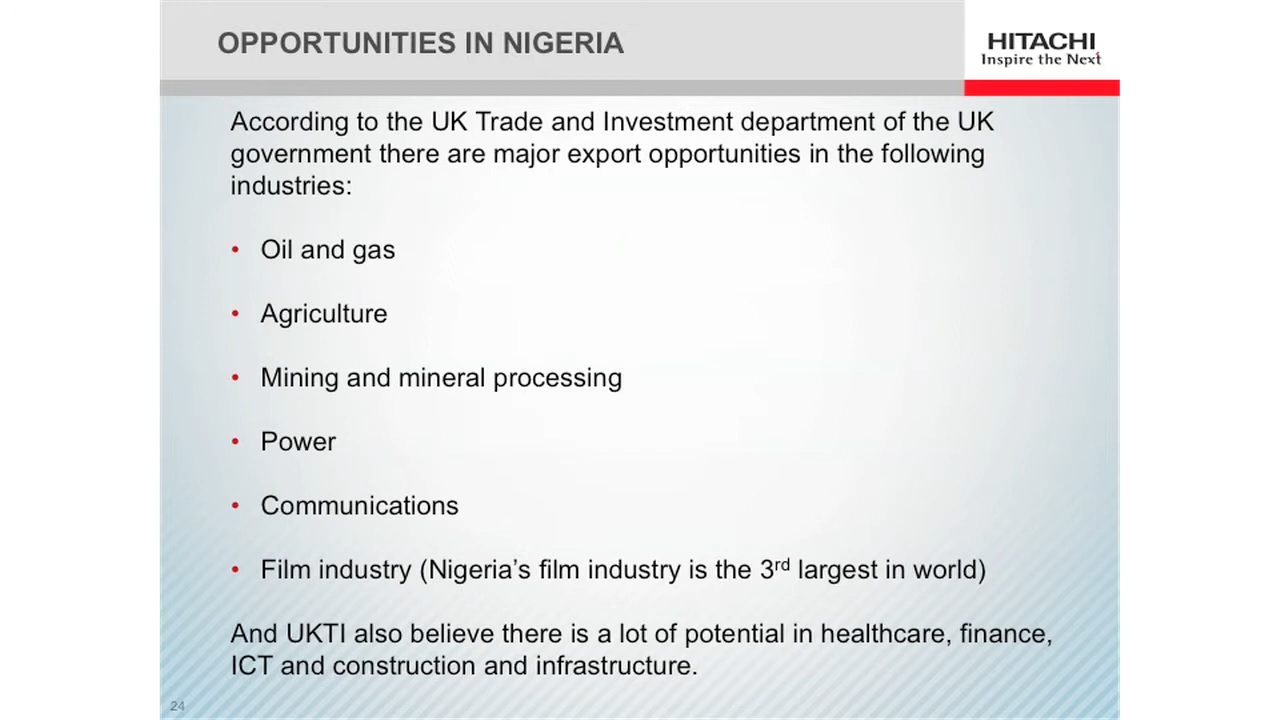 OPPORTUNITIES IN NIGERIA
HITACHI
Inspire the Next
According to the UK Trade and Investment department of the UK
government there are major export opportunities in the following
industries:
• Oil and gas
• Agriculture
• Mining and mineral processing
• Power
• Communications
• Film industry (Nigeria’s film industry is the 3rd largest in world)
And UKTI also believe there is a lot of potential in healthcare, finance,
ICT and construction and infrastructure.
24